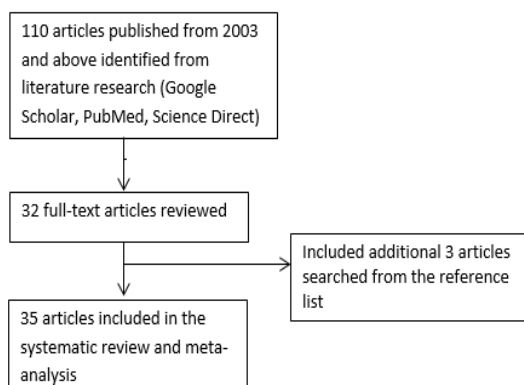 110 articles published from 2003
and above identified from
literature research (Google
Scholar, PubMed, Science Direct)
32 full-text articles reviewed
Included additional 3 articles
searched from the reference
list
35 articles included in the
systematic review and meta-
analysis